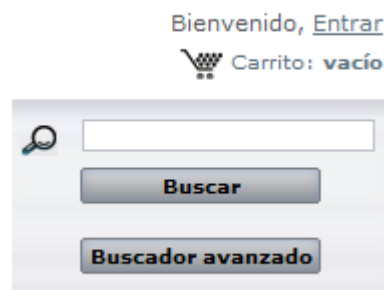 Bienvenido, Entrar
Carrito: vacío
Buscar
Buscador avanzado